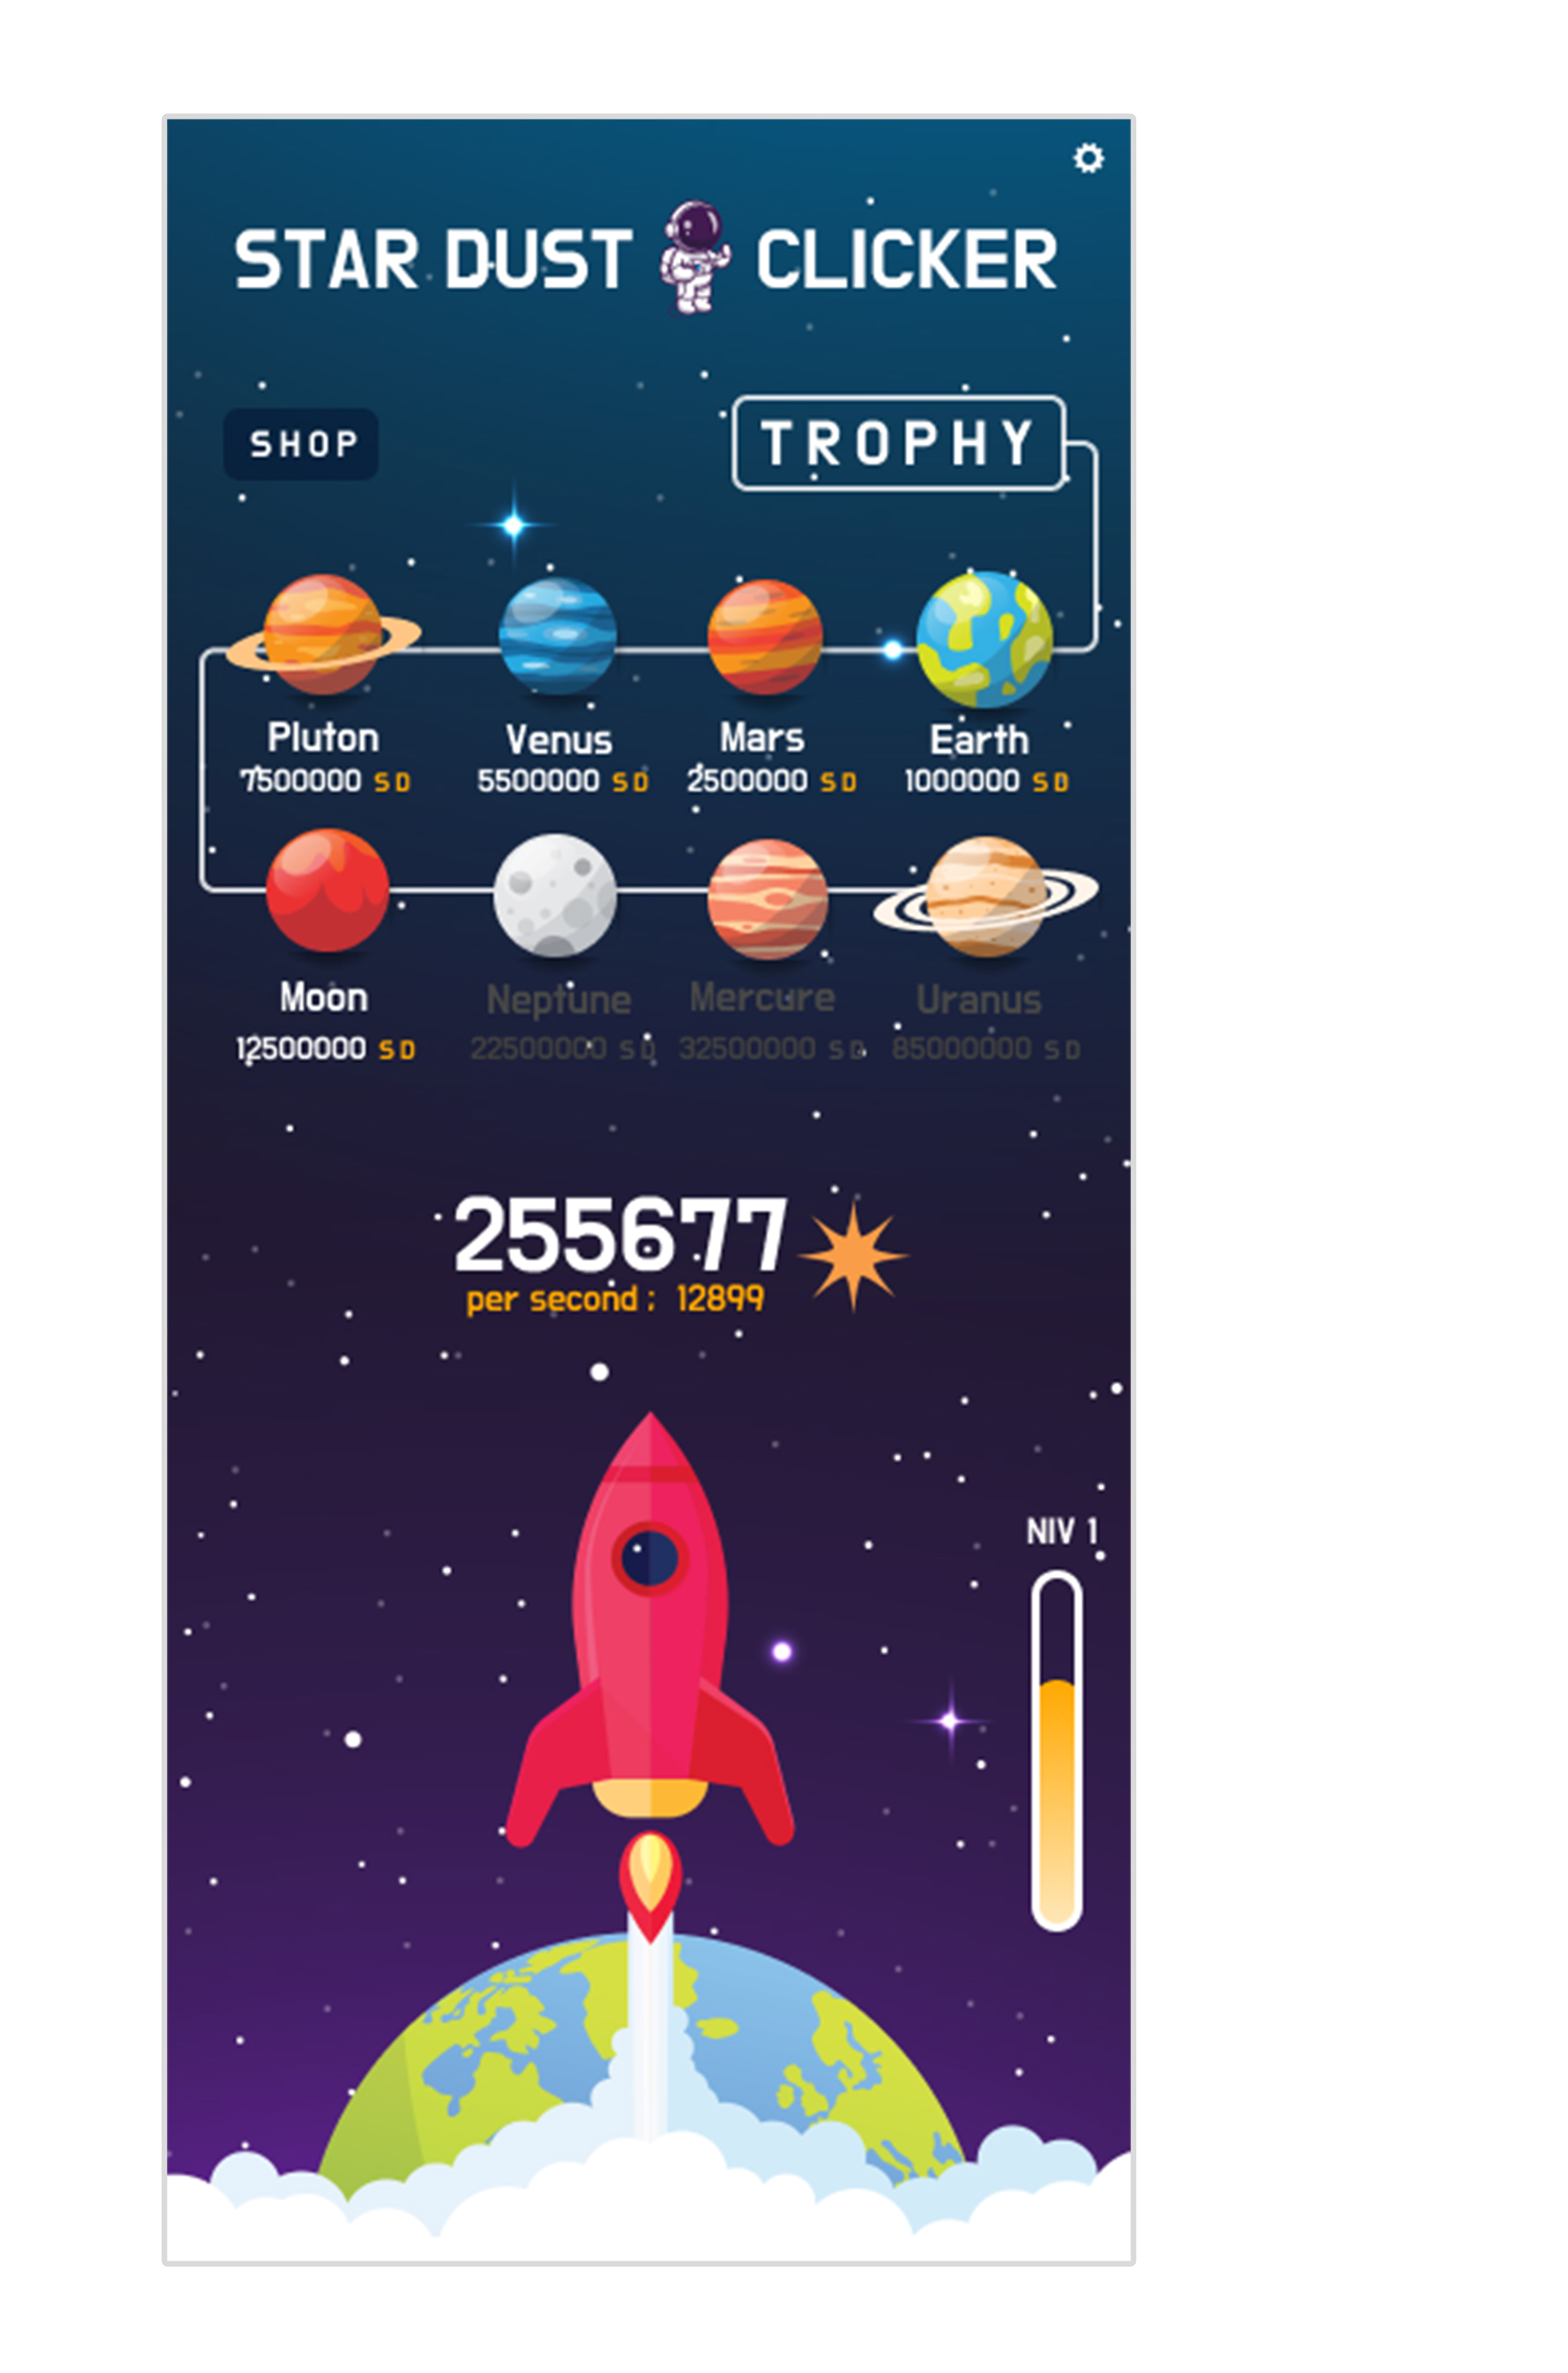 STAR DUST CLICKER
SHOP
TROPHY
Pluton Venus Mars Earth
7500000 SD 5500000 SD 2500000 SD 1000000 SD
Moon Neptune Mercure Uranus
12500000 SD 22500000 SD 32500000 SD 85000000 SD
255677
per second : 12899
NIV 1